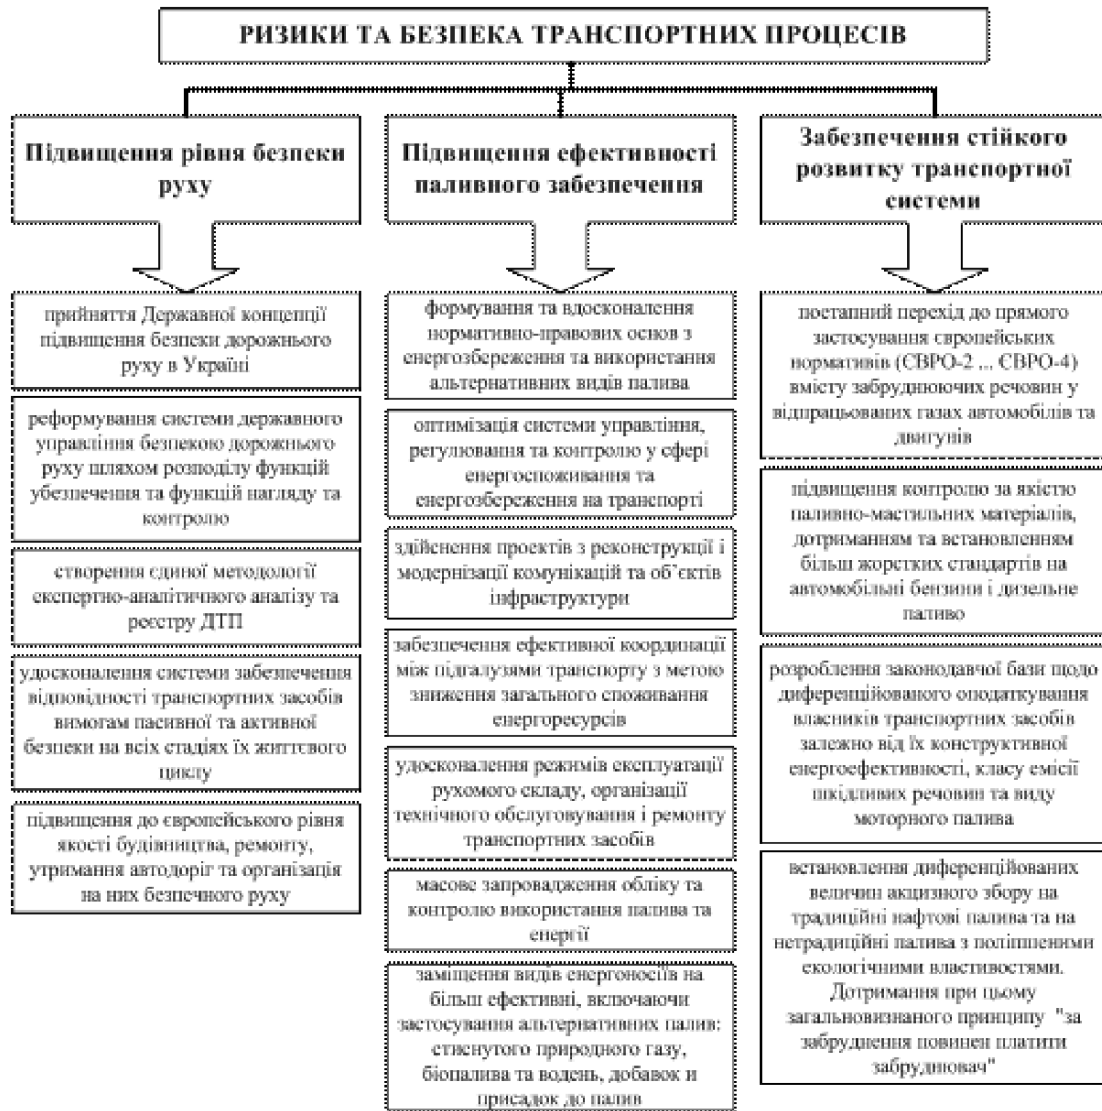 РИЗИКИ ТА БЕЗПЕКА ТРАНСПОРТНИХ ПРОЦЕСІВ
Підвищення рівня безпеки
руху
прийняття Державної концепції
підвищення безпеки дорожнього
руху в Україні
реформування системи державного
управління безпекою дорожнього
руху шляхом розподілу функцій
убезпечення та функцій нагляду та
контролю
створення єдиної методології
експертно-аналітичного аналізу та
реєстру ДТП
удосконалення системи забезпечення
відповідності транспортних засобів
вимогам пасивної та активної
безпеки на всіх стадіях їх життєвого
циклу
підвищення до європейського рівня
якості будівництва, ремонту,
утримання автодоріг та організація
на них безпечного руху
Підвищення ефективності
паливного забезпечення
формування та вдосконалення
нормативно-правових основ з
енергозбереження та використання
альтернативних видів палива
оптимізація системи управління,
регулювання та контролю у сфері
енергоспоживання та
енергозбереження на транспорті
здійснення проектів з реконструкції і
модернізації комунікацій та об’єктів
інфраструктури
забезпечення ефективної координації
між підгалузями транспорту з метою
зниження загального споживання
енергоресурсів
удосконалення режимів експлуатації
рухомого складу, організації
технічного обслуговування і ремонту
транспортних засобів
масове запровадження обліку та
контролю використання палива та
енергії
заміщення видів енергоносіїв на
більш ефективні, включаючи
застосування альтернативних палив:
стиснутого природного газу,
біопалива та водень, добавок и
присадок до палив
Забезпечення стійкого
розвитку транспортної
системи
поетапний перехід до прямого
застосування європейських
нормативів (ЄВРО-2 ... ЄВРО-4)
вмісту забруднюючих речовин у
відпрацьованих газах автомобілів та
двигунів
підвищення контролю за якістю
паливно-мастильних матеріалів,
дотриманням та встановленням
більш жорстких стандартів на
автомобільні бензини і дизельне
паливо
розроблення законодавчої бази щодо
диференційованого оподаткування
власників транспортних засобів
залежно від їх конструктивної
енергоефективності, класу емісії
шкідливих речовин та виду
моторного палива
встановлення диференційованих
величин акцизного збору на
традиційні нафтові палива та на
нетрадиційні палива з поліпшеними
екологічними властивостями.
Дотримання при цьому
загальновизнаного принципу "за
забруднення повинен платити
забруднювач"